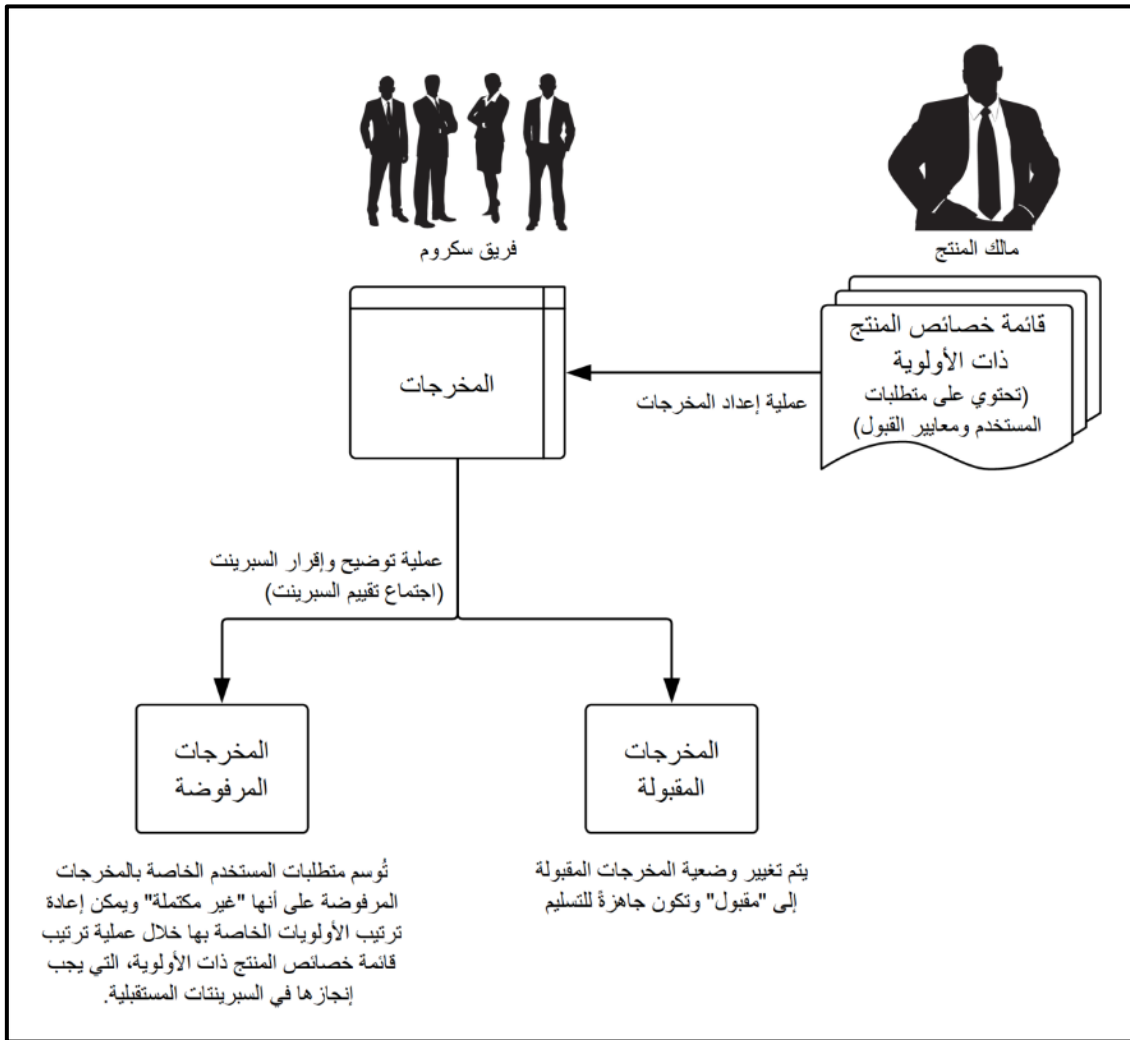 مالك المنتج
فريق سكروم
قائمة خصائص المنتج
ذات الأولوية
(تحتوي على متطلبات
المستخدم ومعايير القبول)
عملية إعداد المخرجات
المخرجات
عملية توضيح وإقرار السبرينت
(اجتماع تقييم السبرينت)
المخرجات
المقبولة
المخرجات
المرفوضة
يتم تغيير وضعية المخرجات المقبولة
إلى "مقبول" وتكون جاهزةً للتسليم
تُوسم متطلبات المستخدم الخاصة بالمخرجات
المرفوضة على أنها "غير مكتملة" ويمكن إعادة
ترتيب الأولويات الخاصة بها خلال عملية ترتيب
قائمة خصائص المنتج ذات الأولوية، التي يجب
إنجازها في السبرينتات المستقبلية.